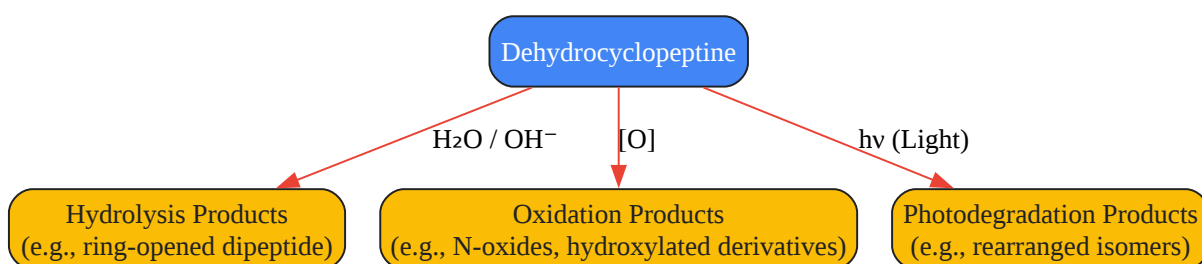 Dehydrocyclopeptine
H₂O / OH⁻
[O]
hν (Light)
Hydrolysis Products
(e.g., ring-opened dipeptide)
Oxidation Products
(e.g., N-oxides, hydroxylated derivatives)
Photodegradation Products
(e.g., rearranged isomers)